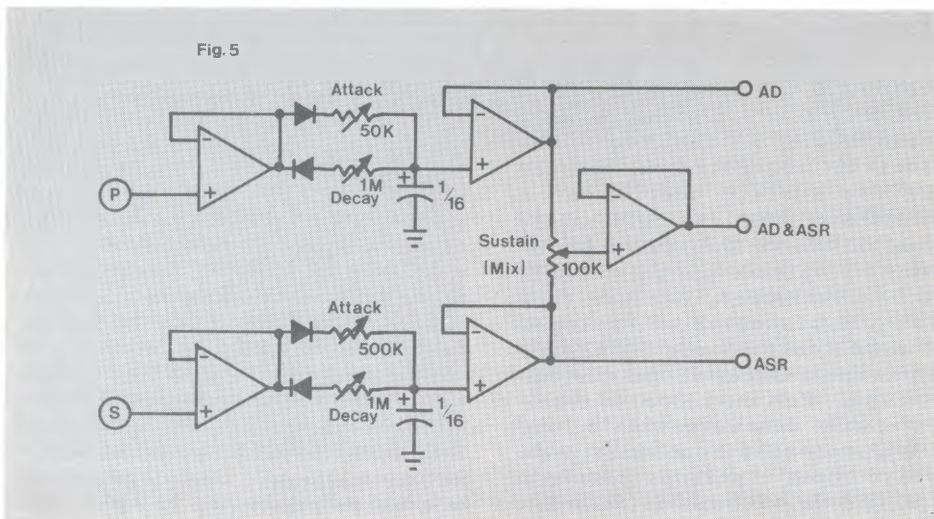 Fig. 5
Attack
50K
1M
Decay
1/16
P
AD
Sustain
(Mix)
100K
AD & ASR
Attack
500K
1M
Decay
1/16
S
ASR